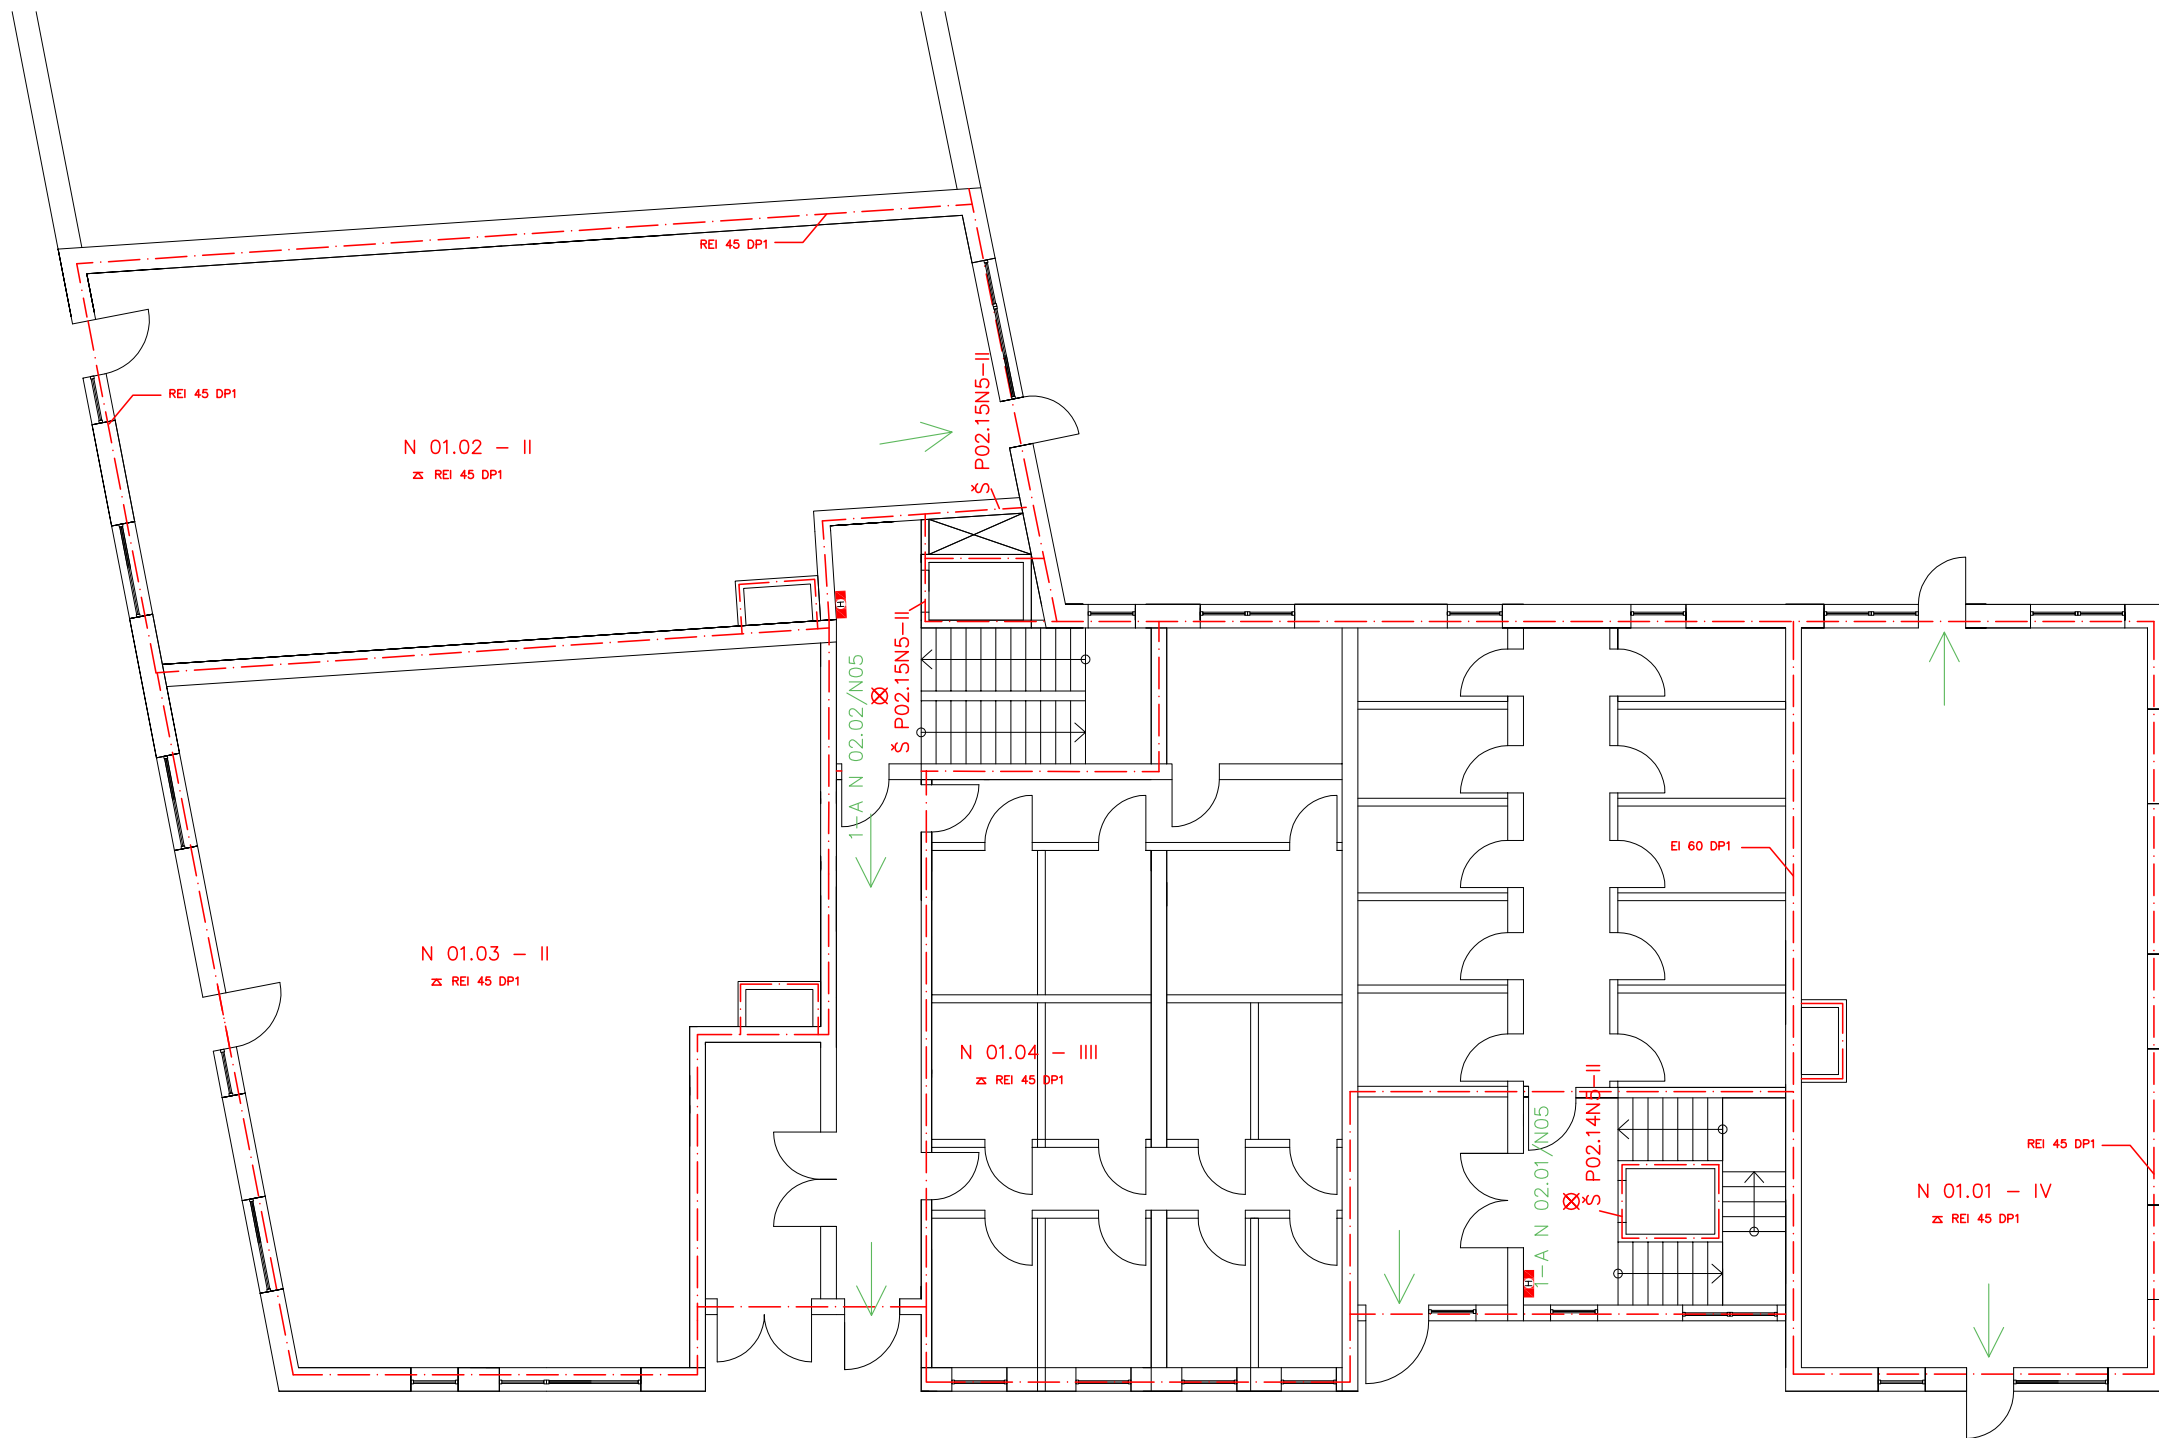 REI 45 DP1
REI 45 DP1
N 01.02 - II
REI 45 DP1
Š P02.15N5-II
H
Š P02.15N5-II
1-A N 02.02/N05
EI 60 DP1
N 01.03 - II
REI 45 DP1
N 01.04 - IIII
REI 45 DP1
Š P02.14N5-II
1-A N 02.01/N05
H
REI 45 DP1
N 01.01 - IV
REI 45 DP1